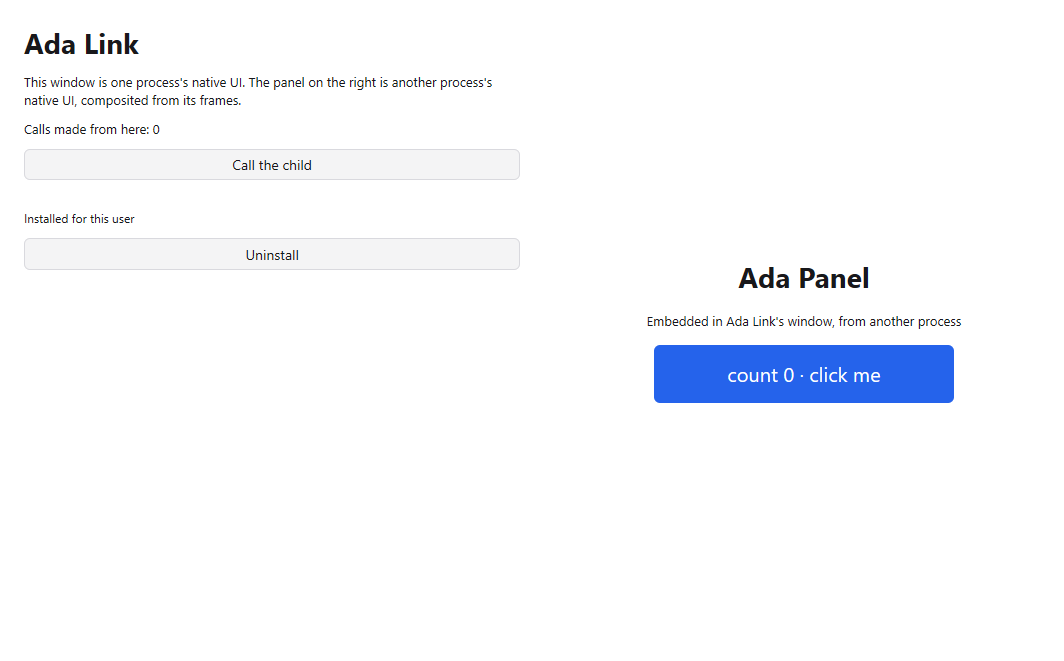 Ada Link
This window is one process's native UI. The panel on the right is another process's
native UI, composited from its frames.
Calls made from here: 0
Call the child
Installed for this user
Uninstall
Ada Panel
Embedded in Ada Link's window, from another process
count 0 · click me